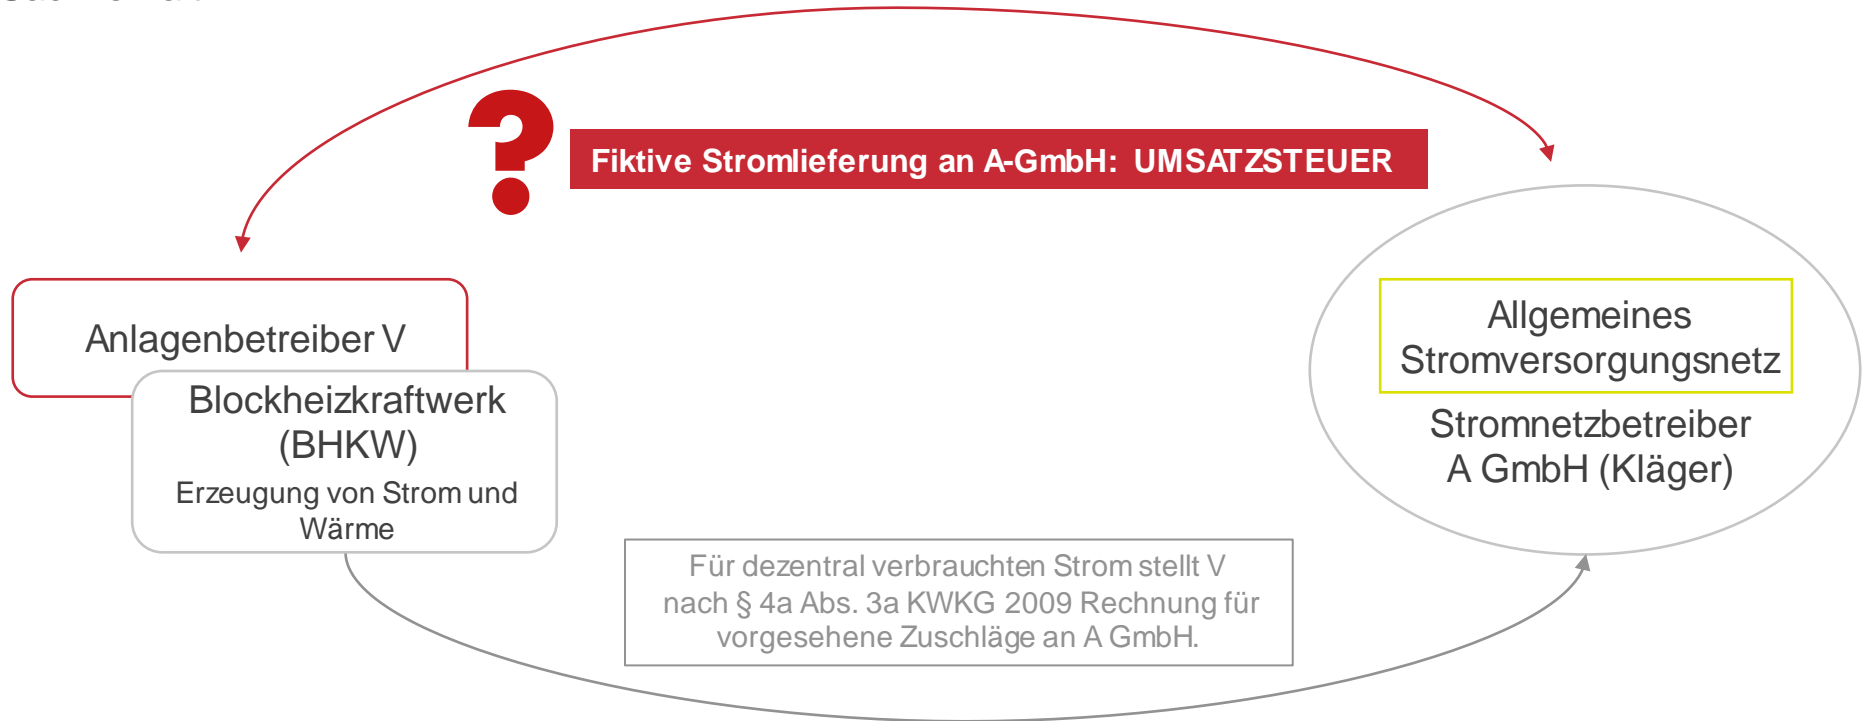 ?
Fiktive Stromlieferung an A-GmbH: UMSATZSTEUER
Anlagenbetreiber V
Blockheizkraftwerk
(BHKW)
Erzeugung von Strom und
Wärme
Allgemeines
Stromversorgungsnetz
Stromnetzbetreiber
A GmbH (Kläger)
Für dezentral verbrauchten Strom stellt V
nach § 4a Abs. 3a KWKG 2009 Rechnung für
vorgesehene Zuschläge an A GmbH.